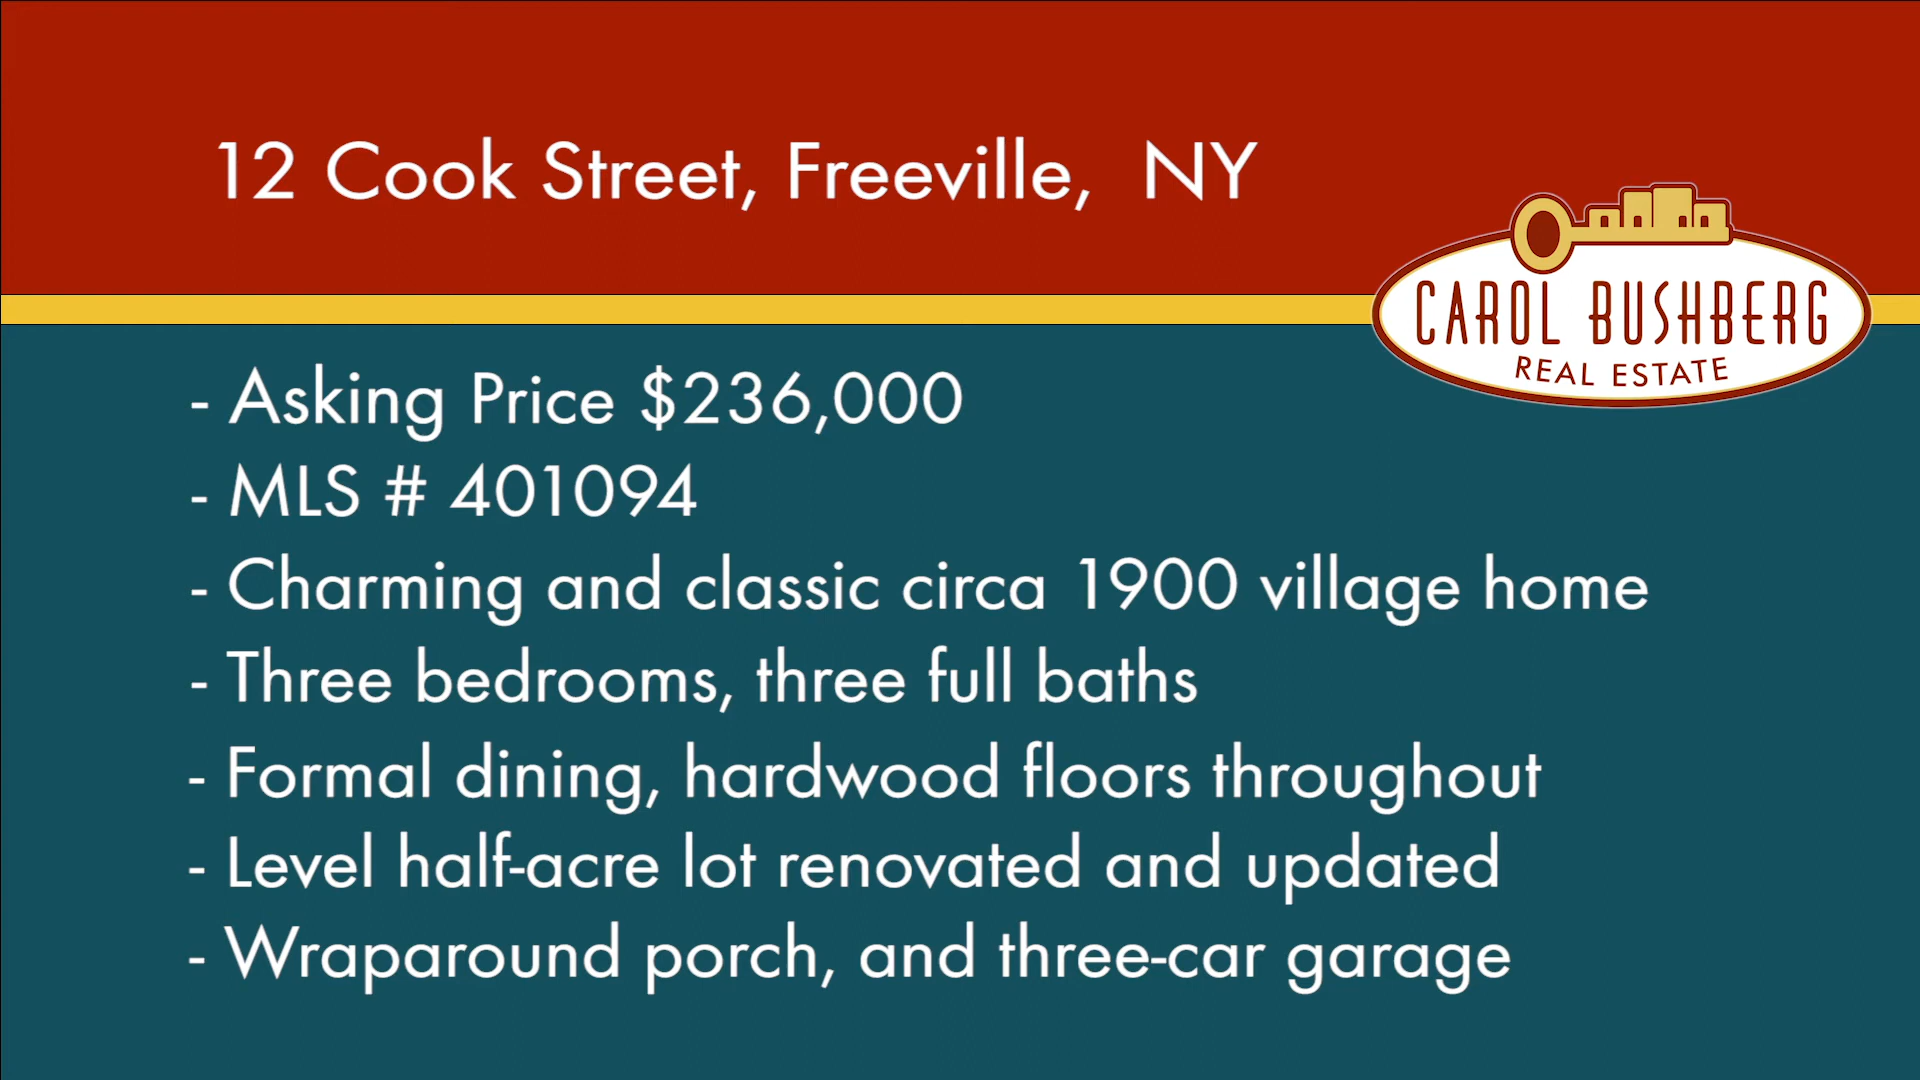 12 Cook Street, Freeville, NY
CAROL BUSHBERG
REAL ESTATE
- Asking Price $236,000
- MLS # 401094
- Charming and classic circa 1900 village home
- Three bedrooms, three full baths
- Formal dining, hardwood floors throughout
- Level half-acre lot renovated and updated
- Wraparound porch, and three-car garage